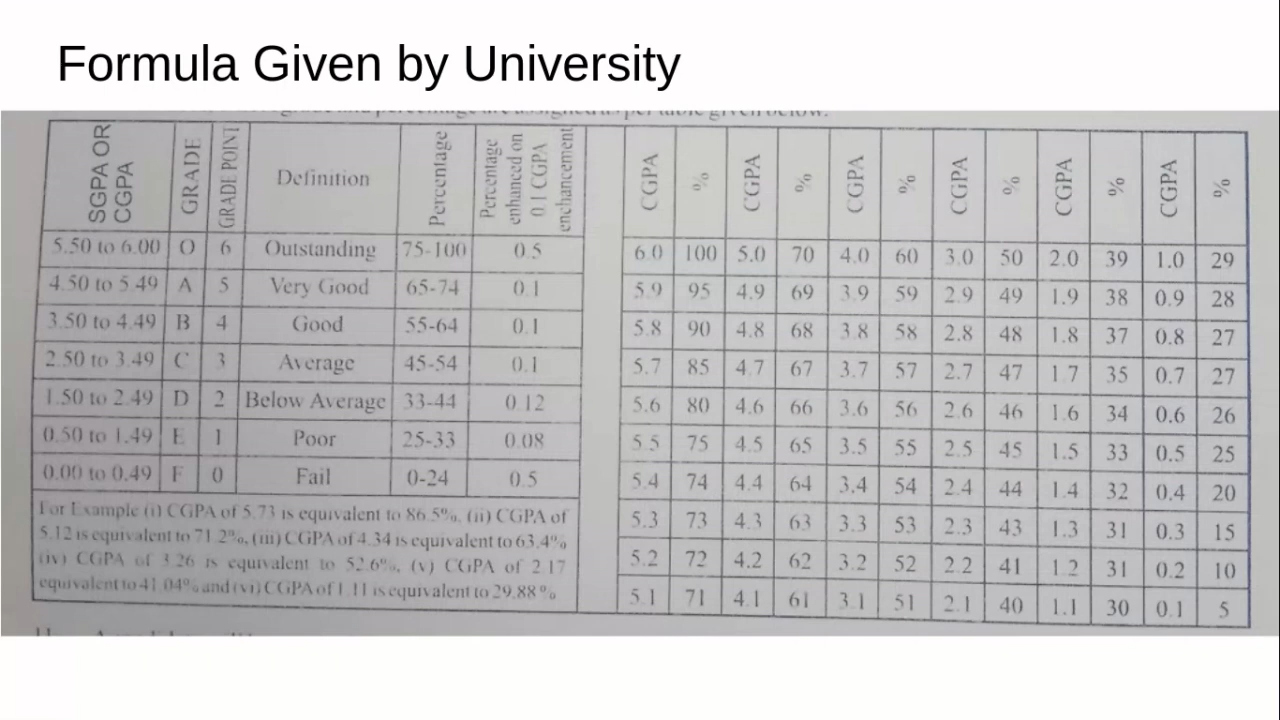 Formula Given by University
percentage are assigned as per table given below.
SGPA OR CGPA GRADE GRADE POINT Definition Percentage Percentage enhanced on 0.1 CGPA enchancement
5.50 to 6.00 O 6 Outstanding 75-100 0.5
4.50 to 5.49 A 5 Very Good 65-74 0.1
3.50 to 4.49 B 4 Good 55-64 0.1
2.50 to 3.49 C 3 Average 45-54 0.1
1.50 to 2.49 D 2 Below Average 33-44 0.12
0.50 to 1.49 E 1 Poor 25-33 0.08
0.00 to 0.49 F 0 Fail 0-24 0.5
For Example (i) CGPA of 5.73 is equivalent to 86.5%, (ii) CGPA of
5.12 is equivalent to 71.2%, (iii) CGPA of 4.34 is equivalent to 63.4%
(iv) CGPA of 3.26 is equivalent to 52.6%, (v) CGPA of 2.17
equivalent to 41.04% and (vi) CGPA of 1.11 is equivalent to 29.88%
CGPA % CGPA % CGPA % CGPA % CGPA % CGPA %
6.0 100 5.0 70 4.0 60 3.0 50 2.0 39 1.0 29
5.9 95 4.9 69 3.9 59 2.9 49 1.9 38 0.9 28
5.8 90 4.8 68 3.8 58 2.8 48 1.8 37 0.8 27
5.7 85 4.7 67 3.7 57 2.7 47 1.7 35 0.7 27
5.6 80 4.6 66 3.6 56 2.6 46 1.6 34 0.6 26
5.5 75 4.5 65 3.5 55 2.5 45 1.5 33 0.5 25
5.4 74 4.4 64 3.4 54 2.4 44 1.4 32 0.4 20
5.3 73 4.3 63 3.3 53 2.3 43 1.3 31 0.3 15
5.2 72 4.2 62 3.2 52 2.2 41 1.2 31 0.2 10
5.1 71 4.1 61 3.1 51 2.1 40 1.1 30 0.1 5